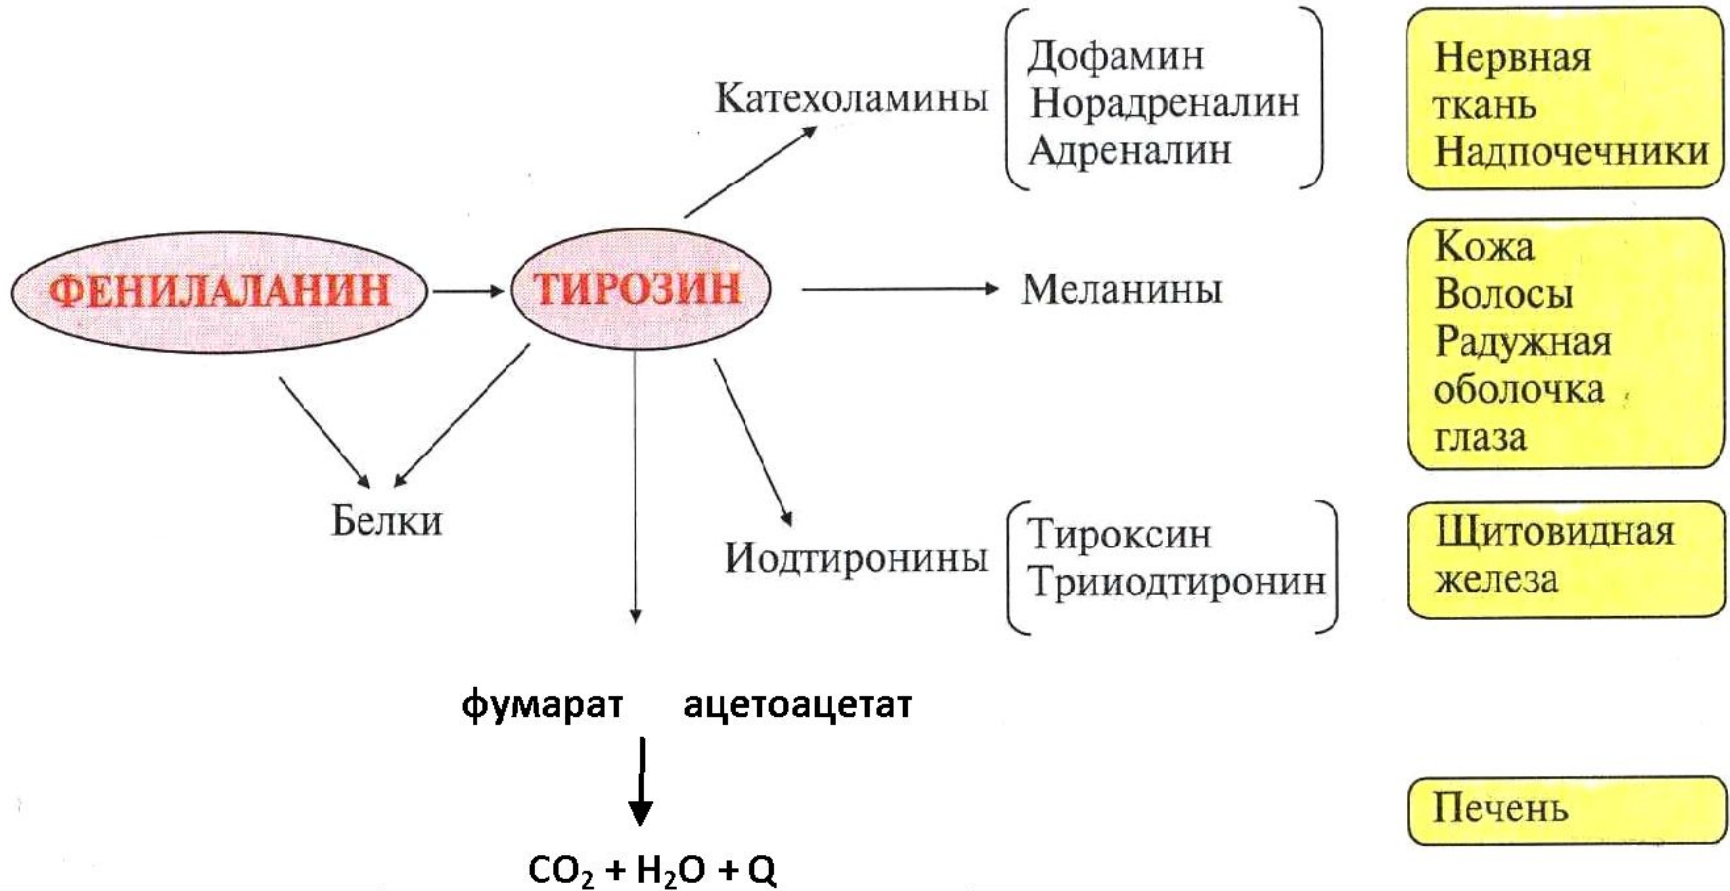 Катехоламины
Дофамин
Норадреналин
Адреналин
Нервная
ткань
Надпочечники
ФЕНИЛАЛАНИН
ТИРОЗИН
Меланины
Кожа
Волосы
Радужная
оболочка
глаза
Белки
Иодтиронины
Тироксин
Трииодтиронин
Щитовидная
железа
фумарат ацетоацетат
Печень
CO₂ + H₂O + Q